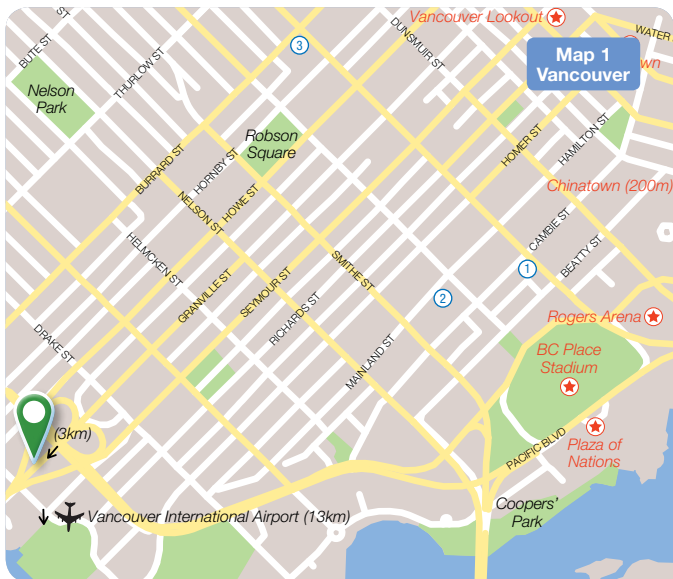 Vancouver Lookout
WATER
BUTE ST
DUNSMUIR ST
3
Map 1
Vancouver
THURLOW ST
Nelson
Park
HAMILTON ST
Robson
Square
HOMER ST
BURRARD ST
HORNBY ST
Chinatown (200m)
NELSON ST
HOWE ST
CAMBIE ST
HELMCKEN ST
SMITHE ST
BEATTY ST
1
GRANVILLE ST
SEYMOUR ST
2
RICHARDS ST
Rogers Arena
DRAKE ST
MAINLAND ST
BC Place
Stadium
(3km)
PACIFIC BLVD
Plaza of
Nations
Coopers'
Park
Vancouver International Airport (13km)